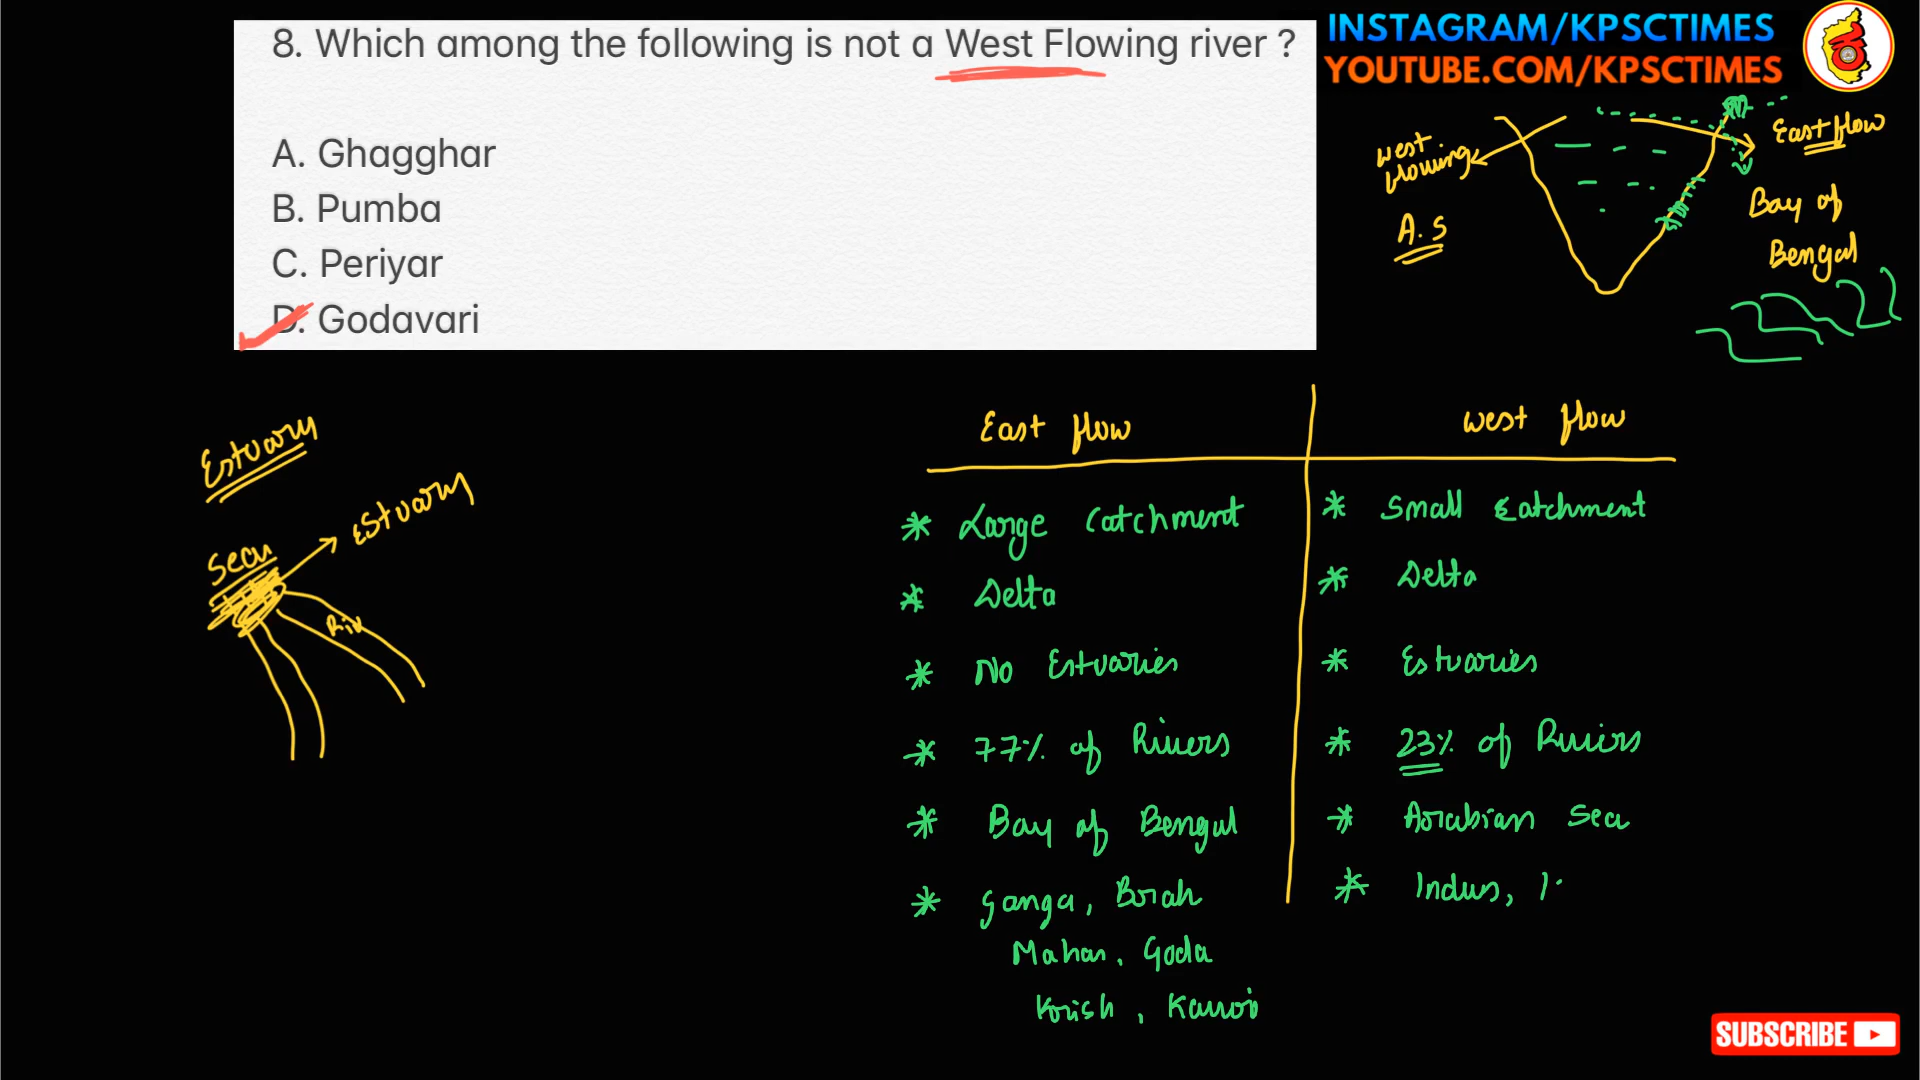 8. Which among the following is not a West Flowing river ?
A. Ghagghar
B. Pumba
C. Periyar
D. Godavari
INSTAGRAM/KPSCTIMES
YOUTUBE.COM/KPSCTIMES
West flowing
A.S
East flow
Bay of
Bengal
Estuary
Sea
Estuary
Riv
East flow
West flow
* Large Catchment
* Small Catchment
* Delta
* Delta
* No Estuaries
* Estuaries
* 77% of Rivers
* 23% of Rivers
* Bay of Bengal
* Arabian Sea
* Ganga, Brah
* Indus,
Mahan, Goda
Krish,
SUBSCRIBE